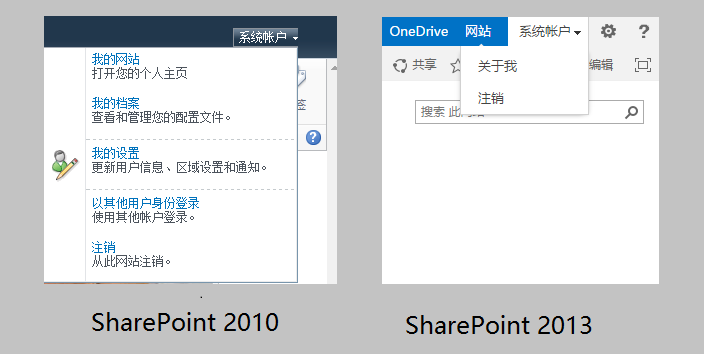 系统帐户
我的网站
打开您的个人主页
我的档案
查看和管理您的配置文件。
签
我的设置
更新用户信息、区域设置和通知。
以其他用户身份登录
使用其他帐户登录。
注销
从此网站注销。
SharePoint 2010
OneDrive 网站 系统帐户
共享 编辑
关于我
注销
搜索 此
SharePoint 2013